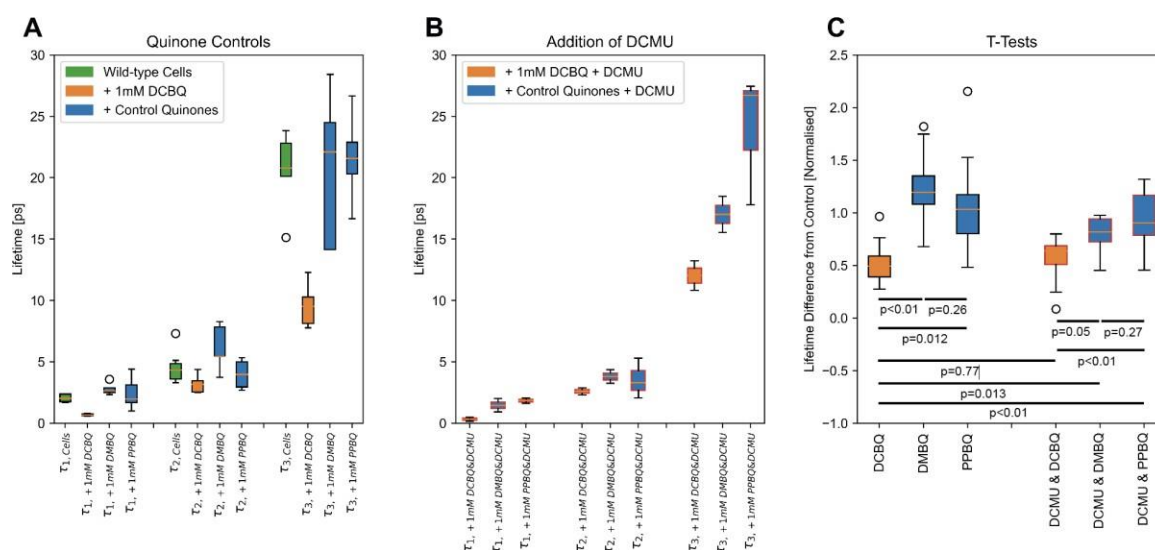 A
Quinone Controls
Lifetime [ps]
30
25
20
15
10
5
0
Wild-type Cells
+ 1mM DCBQ
+ Control Quinones
τ1, Cells
τ1, + 1mM DCBQ
τ1, + 1mM DMBQ
τ1, + 1mM PPBQ
τ2, Cells
τ2, + 1mM DCBQ
τ2, + 1mM DMBQ
τ2, + 1mM PPBQ
τ3, Cells
τ3, + 1mM DCBQ
τ3, + 1mM DMBQ
τ3, + 1mM PPBQ
B
Addition of DCMU
Lifetime [ps]
30
25
20
15
10
5
0
+ 1mM DCBQ + DCMU
+ Control Quinones + DCMU
τ1, + 1mM DCBQ&DCMU
τ1, + 1mM DMBQ&DCMU
τ1, + 1mM PPBQ&DCMU
τ2, + 1mM DCBQ&DCMU
τ2, + 1mM DMBQ&DCMU
τ2, + 1mM PPBQ&DCMU
τ3, + 1mM DCBQ&DCMU
τ3, + 1mM DMBQ&DCMU
τ3, + 1mM PPBQ&DCMU
C
T-Tests
Lifetime Difference from Control [Normalised]
2.5
2.0
1.5
1.0
0.5
0.0
−0.5
−1.0
p<0.01
p=0.26
p=0.012
p=0.05
p=0.27
p<0.01
p=0.77
p=0.013
p<0.01
DCBQ
DMBQ
PPBQ
DCMU & DCBQ
DCMU & DMBQ
DCMU & PPBQ